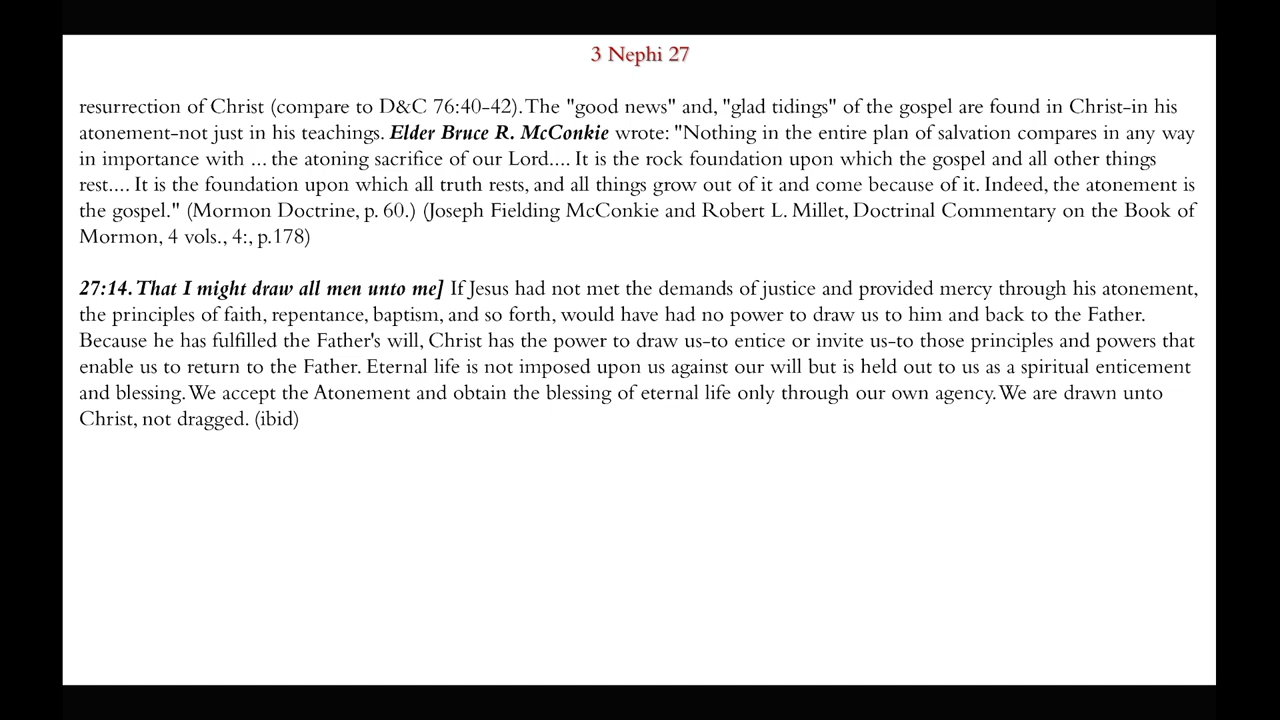 3 Nephi 27
resurrection of Christ (compare to D&C 76:40-42). The "good news" and, "glad tidings" of the gospel are found in Christ-in his
atonement-not just in his teachings. Elder Bruce R. McConkie wrote: "Nothing in the entire plan of salvation compares in any way
in importance with ... the atoning sacrifice of our Lord.... It is the rock foundation upon which the gospel and all other things
rest.... It is the foundation upon which all truth rests, and all things grow out of it and come because of it. Indeed, the atonement is
the gospel." (Mormon Doctrine, p. 60.) (Joseph Fielding McConkie and Robert L. Millet, Doctrinal Commentary on the Book of
Mormon, 4 vols., 4:, p.178)
27:14. That I might draw all men unto me] If Jesus had not met the demands of justice and provided mercy through his atonement,
the principles of faith, repentance, baptism, and so forth, would have had no power to draw us to him and back to the Father.
Because he has fulfilled the Father's will, Christ has the power to draw us-to entice or invite us-to those principles and powers that
enable us to return to the Father. Eternal life is not imposed upon us against our will but is held out to us as a spiritual enticement
and blessing. We accept the Atonement and obtain the blessing of eternal life only through our own agency. We are drawn unto
Christ, not dragged. (ibid)